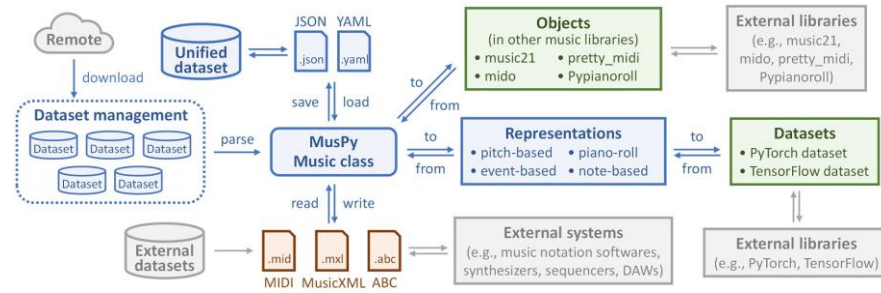 Remote
download
Dataset management
Dataset
Dataset
Dataset
Dataset
Dataset
parse
Unified
dataset
JSON
YAML
.json
.yaml
save
load
MusPy
Music class
read
write
External
datasets
.mid
.mxl
.abc
MIDI
MusicXML
ABC
to
from
Objects
(in other music libraries)
• music21
• pretty_midi
• mido
• Pypianoroll
External libraries
(e.g., music21,
mido, pretty_midi,
Pypianoroll)
to
from
Representations
• pitch-based
• piano-roll
• event-based
• note-based
to
from
Datasets
• PyTorch dataset
• TensorFlow dataset
External systems
(e.g., music notation softwares,
synthesizers, sequencers, DAWs)
External libraries
(e.g., PyTorch, TensorFlow)